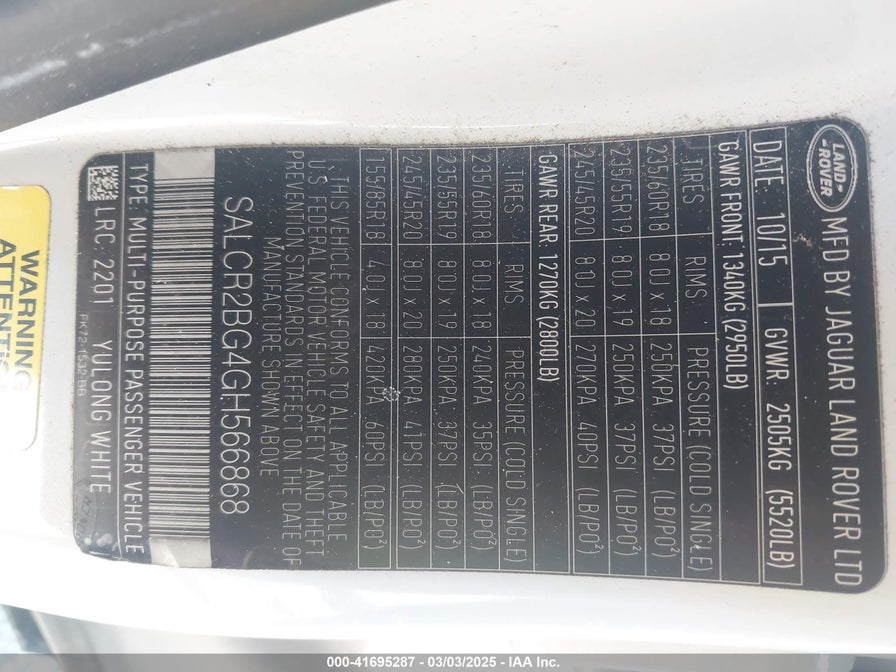 LAND-
-ROVER
MFD BY JAGUAR LAND ROVER LTD
DATE: 10/15 GVWR: 2505KG (5520LB)
GAWR FRONT: 1340KG (2950LB)
TIRES RIMS PRESSURE (COLD SINGLE)
235/60R18 8.0J x 18 250KPA 37PSI (LB/PO²)
235/55R19 8.0J x 19 250KPA 37PSI (LB/PO²)
245/45R20 8.0J x 20 270KPA 40PSI (LB/PO²)
GAWR REAR: 1270KG (2800LB)
TIRES RIMS PRESSURE (COLD SINGLE)
235/60R18 8.0J x 18 240KPA 35PSI (LB/PO²)
235/55R19 8.0J x 19 250KPA 37PSI (LB/PO²)
245/45R20 8.0J x 20 280KPA 41PSI (LB/PO²)
155/85R18 4.0J x 18 420KPA 60PSI (LB/PO²)
THIS VEHICLE CONFORMS TO ALL APPLICABLE
U.S. FEDERAL MOTOR VEHICLE SAFETY AND THEFT
PREVENTION STANDARDS IN EFFECT ON THE DATE OF
MANUFACTURE SHOWN ABOVE
SALCR2BG4GH566868
TYPE: MULTI-PURPOSE PASSENGER VEHICLE
LRC: 2201 YULONG WHITE
WARNING
000-41695287 - 03/03/2025 - IAA Inc.